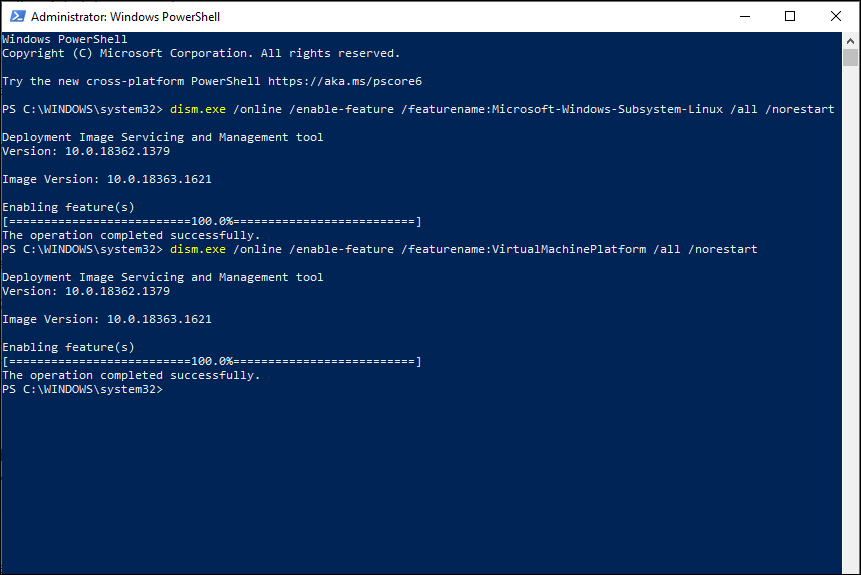 Administrator: Windows PowerShell
Windows PowerShell
Copyright (C) Microsoft Corporation. All rights reserved.
Try the new cross-platform PowerShell https://aka.ms/pscore6
PS C:\WINDOWS\system32> dism.exe /online /enable-feature /featurename:Microsoft-Windows-Subsystem-Linux /all /norestart
Deployment Image Servicing and Management tool
Version: 10.0.18362.1379
Image Version: 10.0.18363.1621
Enabling feature(s)
[==========================100.0%==========================]
The operation completed successfully.
PS C:\WINDOWS\system32> dism.exe /online /enable-feature /featurename:VirtualMachinePlatform /all /norestart
Deployment Image Servicing and Management tool
Version: 10.0.18362.1379
Image Version: 10.0.18363.1621
Enabling feature(s)
[==========================100.0%==========================]
The operation completed successfully.
PS C:\WINDOWS\system32>